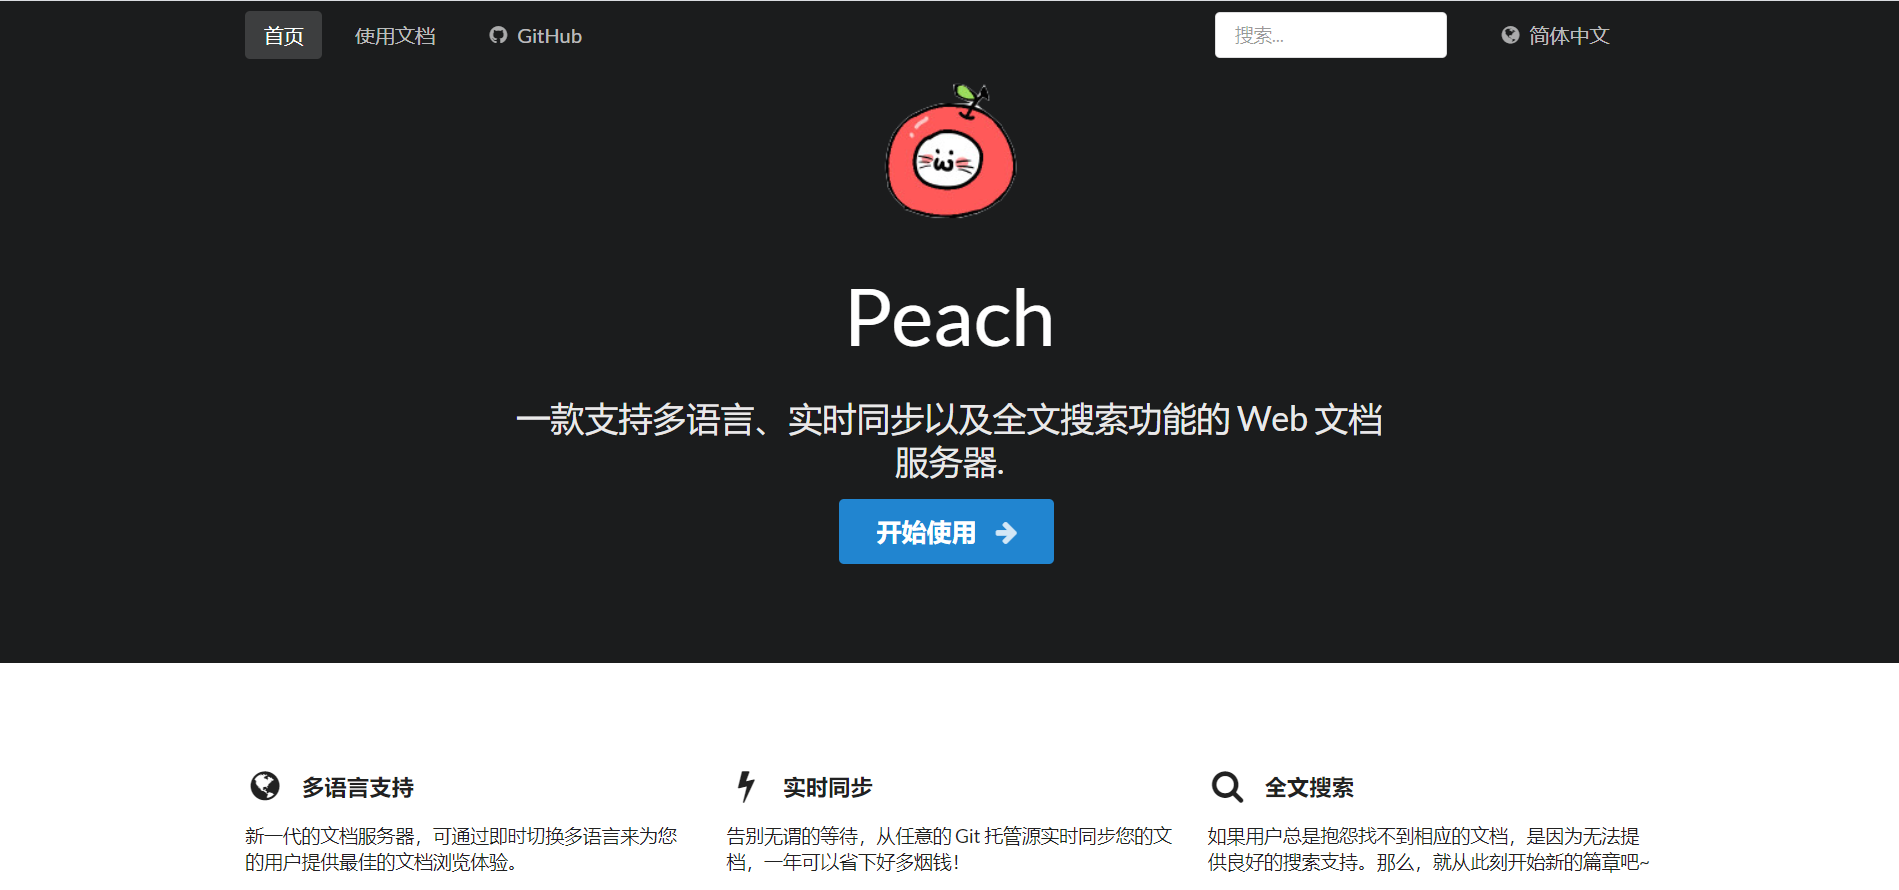 首页 使用文档 GitHub 搜索... 简体中文
Peach
一款支持多语言、实时同步以及全文搜索功能的 Web 文档
服务器.
开始使用
多语言支持
新一代的文档服务器，可通过即时切换多语言来为您
的用户提供最佳的文档浏览体验。
实时同步
告别无谓的等待，从任意的 Git 托管源实时同步您的文
档，一年可以省下好多烟钱！
全文搜索
如果用户总是抱怨找不到相应的文档，是因为无法提
供良好的搜索支持。那么，就从此刻开始新的篇章吧~